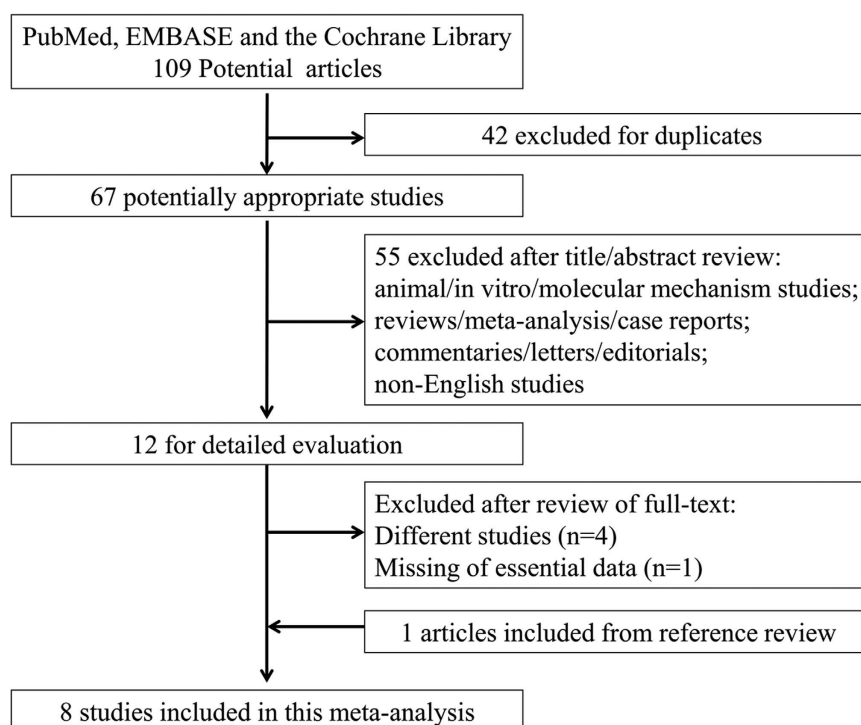 PubMed, EMBASE and the Cochrane Library
109 Potential articles
42 excluded for duplicates
67 potentially appropriate studies
55 excluded after title/abstract review:
animal/in vitro/molecular mechanism studies;
reviews/meta-analysis/case reports;
commentaries/letters/editorials;
non-English studies
12 for detailed evaluation
Excluded after review of full-text:
Different studies (n=4)
Missing of essential data (n=1)
1 articles included from reference review
8 studies included in this meta-analysis